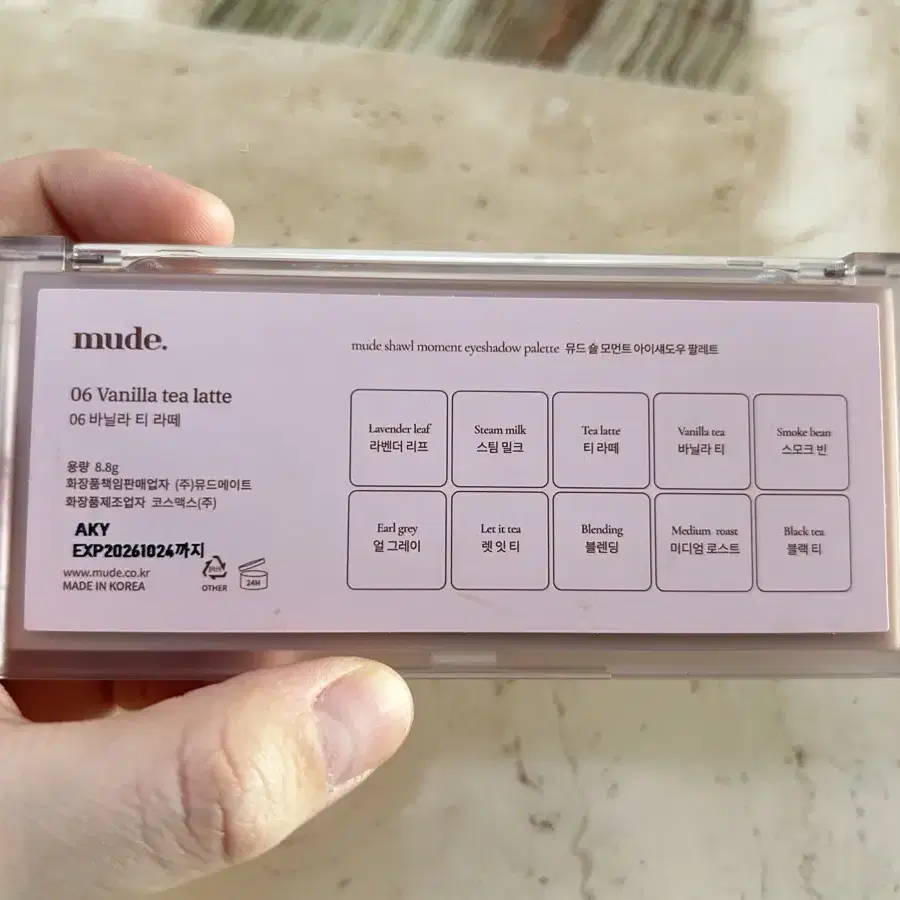 mude.
mude shawl moment eyeshadow palette 뮤드 숄 모먼트 아이섀도우 팔레트
06 Vanilla tea latte
06 바닐라 티 라떼
용량 8.8g
화장품책임판매업자 (주)뮤드메이트
화장품제조업자 코스맥스(주)
AKY
EXP20261024까지
www.mude.co.kr
MADE IN KOREA
OTHER
24M
Lavender leaf
라벤더 리프
Steam milk
스팀 밀크
Tea latte
티 라떼
Vanilla tea
바닐라 티
Smoke bean
스모크 빈
Earl grey
얼 그레이
Let it tea
렛 잇 티
Blending
블렌딩
Medium roast
미디엄 로스트
Black tea
블랙 티